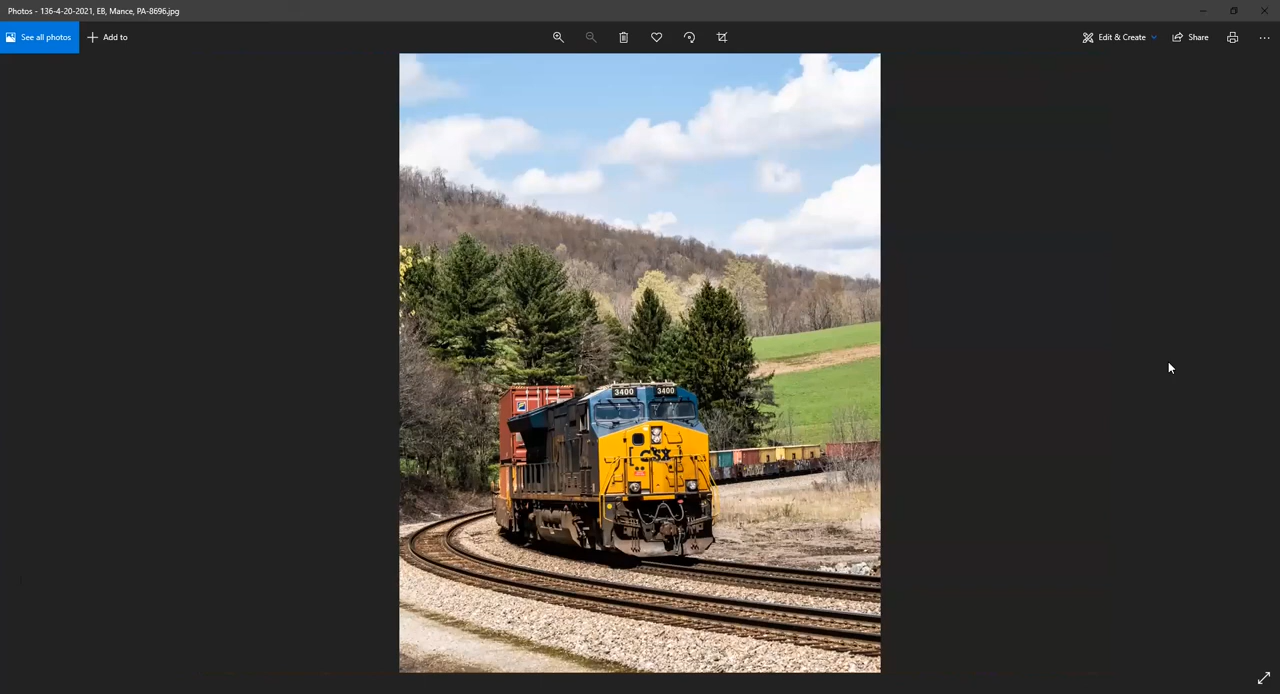 Photos - 136-4-20-2021, EB, Mance, PA-8696.jpg
See all photos
Add to
Edit & Create
Share
3400
3400
CSX